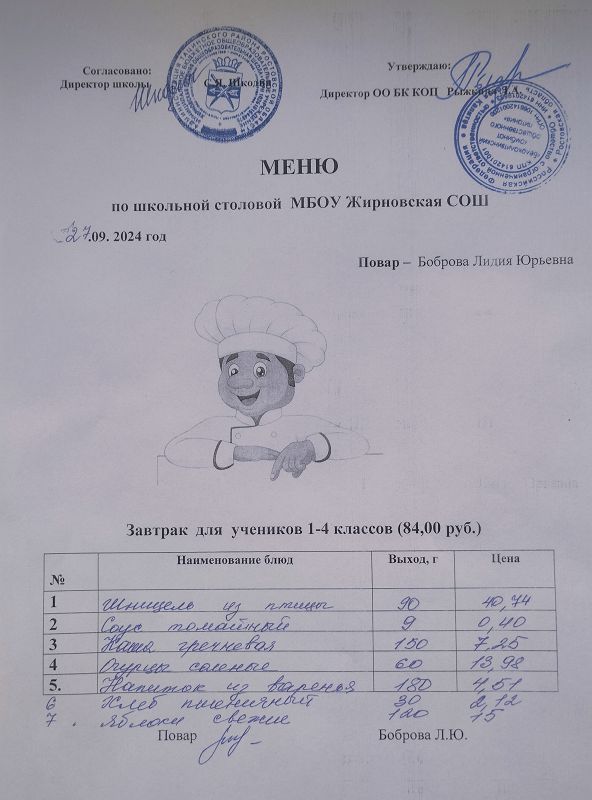 Согласовано:
Директор школы
С.Я. Шкодин
Утверждаю:
Директор ОО БК КОП Рыжкова Т.А.
МЕНЮ
по школьной столовой МБОУ Жирновская СОШ
27.09. 2024 год
Повар – Боброва Лидия Юрьевна
Завтрак для учеников 1-4 классов (84,00 руб.)
№ Наименование блюд Выход, г Цена
1 Шницель из птицы 90 40,74
2 Соус томатный 9 0,40
3 Каша гречневая 150 7,25
4 Огурцы соленые 60 13,98
5. Напиток из варенья 180 4,51
6 Хлеб пшеничный 30 2,12
7. Яблоки свежие 120 15
Повар Боброва Л.Ю.